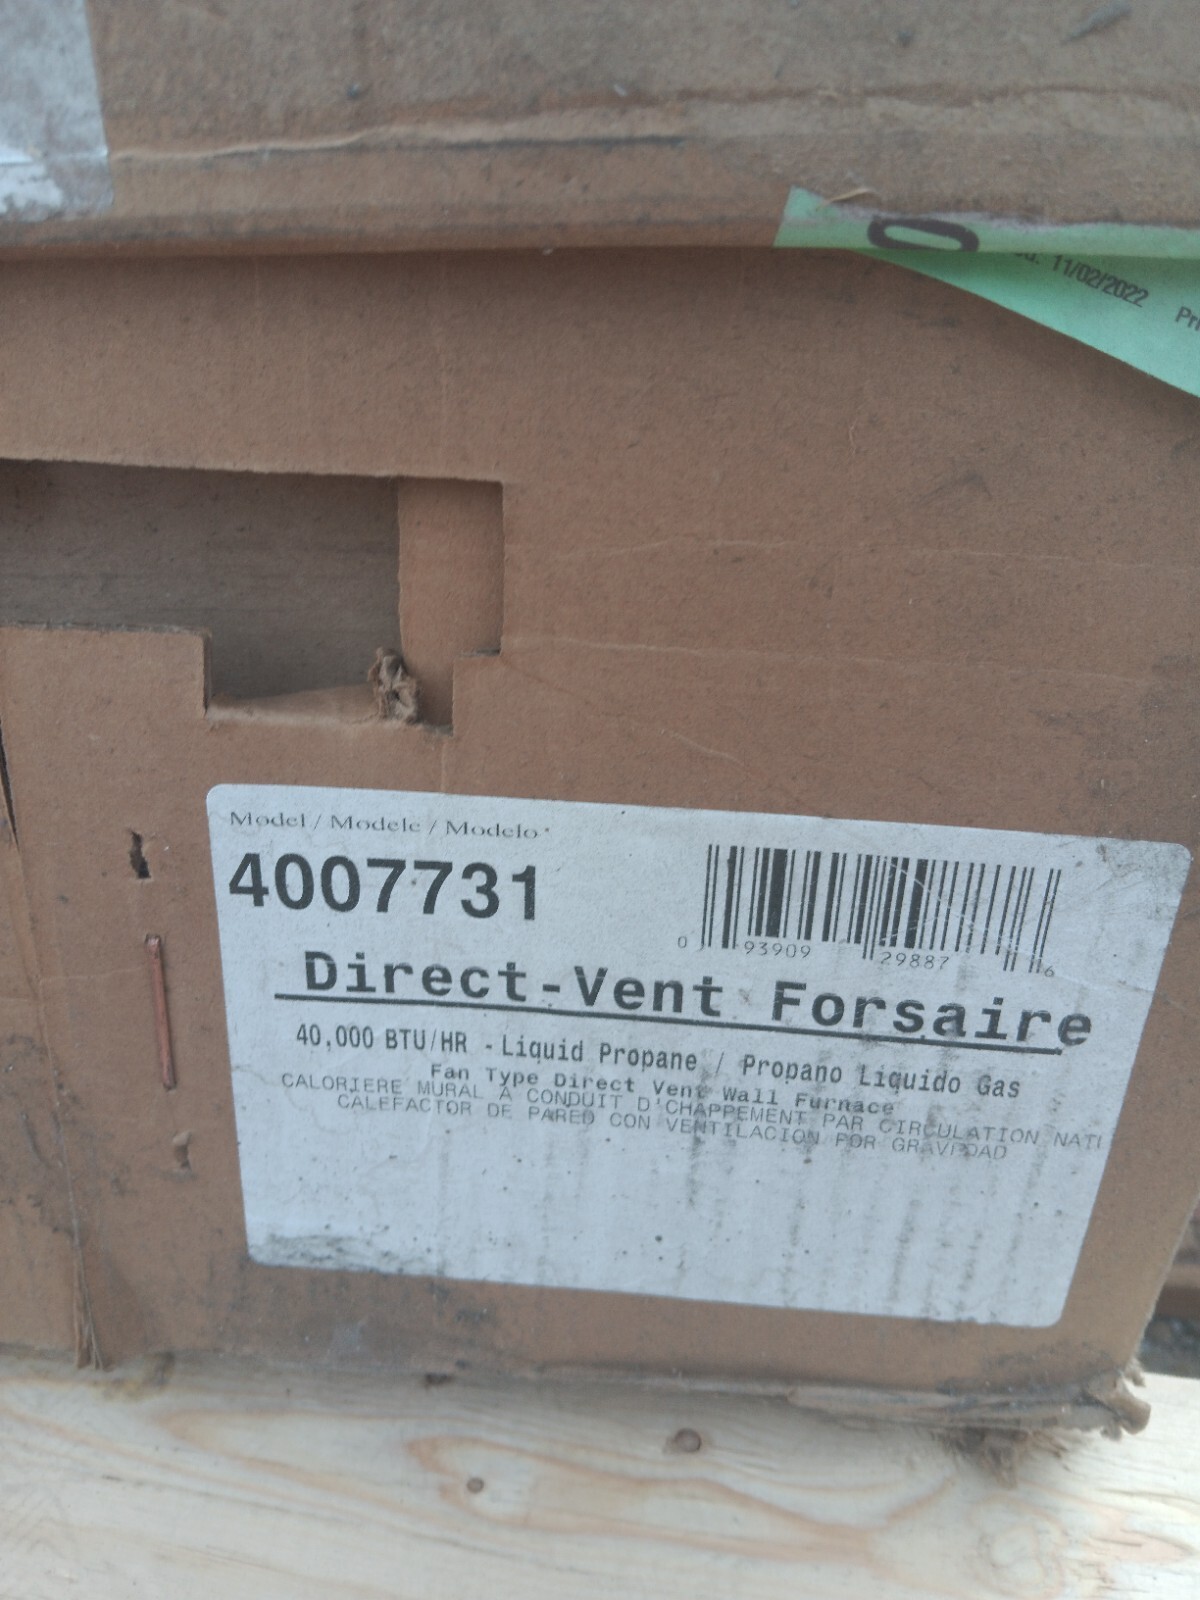 0
11/02/2022
Model / Modele / Modelo
4007731
0 93909 29887 6
Direct-Vent Forsaire
40,000 BTU/HR - Liquid Propane / Propano Liquido Gas
Fan Type Direct Vent Wall Furnace
CALORIERE MURAL A CONDUIT D'CHAPPEMENT PAR CIRCULATION NATI
CALEFACTOR DE PARED CON VENTILACION POR GRAVEDAD